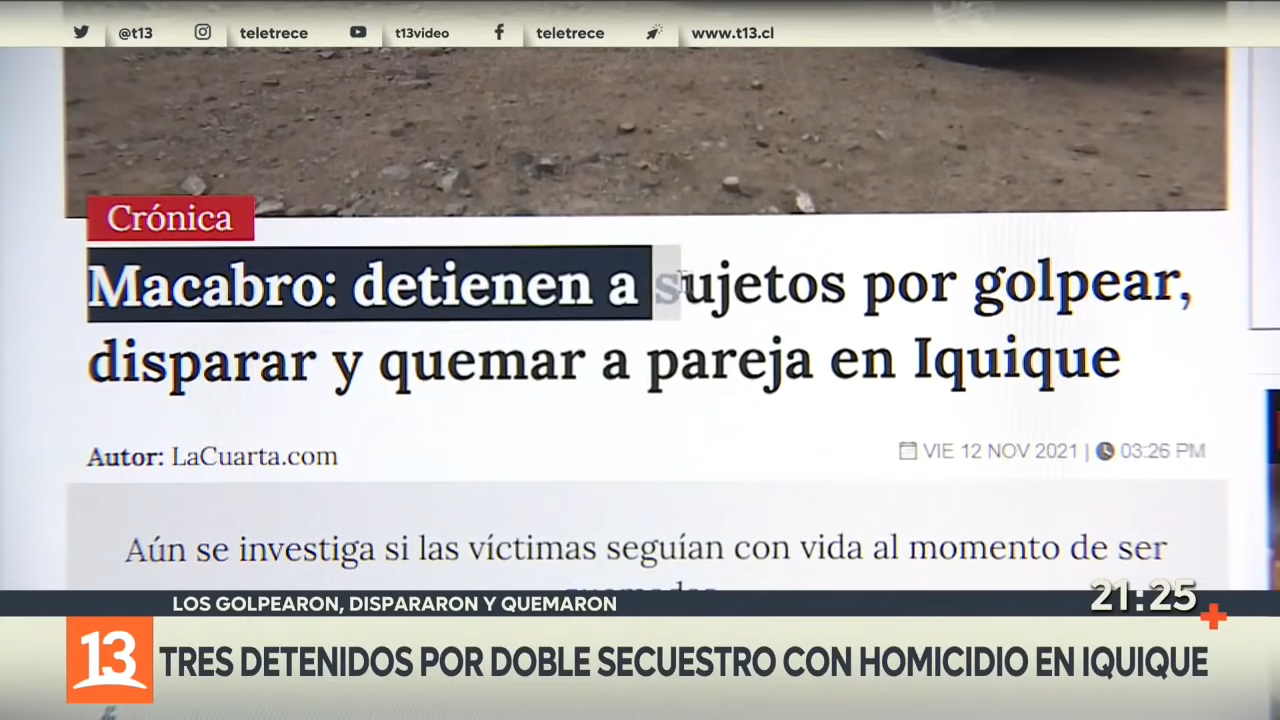 @t13 teletrece t13video teletrece www.t13.cl
Crónica
Macabro: detienen a sujetos por golpear,
disparar y quemar a pareja en Iquique
Autor: LaCuarta.com
VIE 12 NOV 2021 | 03:26 PM
Aún se investiga si las víctimas seguían con vida al momento de ser
LOS GOLPEARON, DISPARARON Y QUEMARON
21:25
13
TRES DETENIDOS POR DOBLE SECUESTRO CON HOMICIDIO EN IQUIQUE